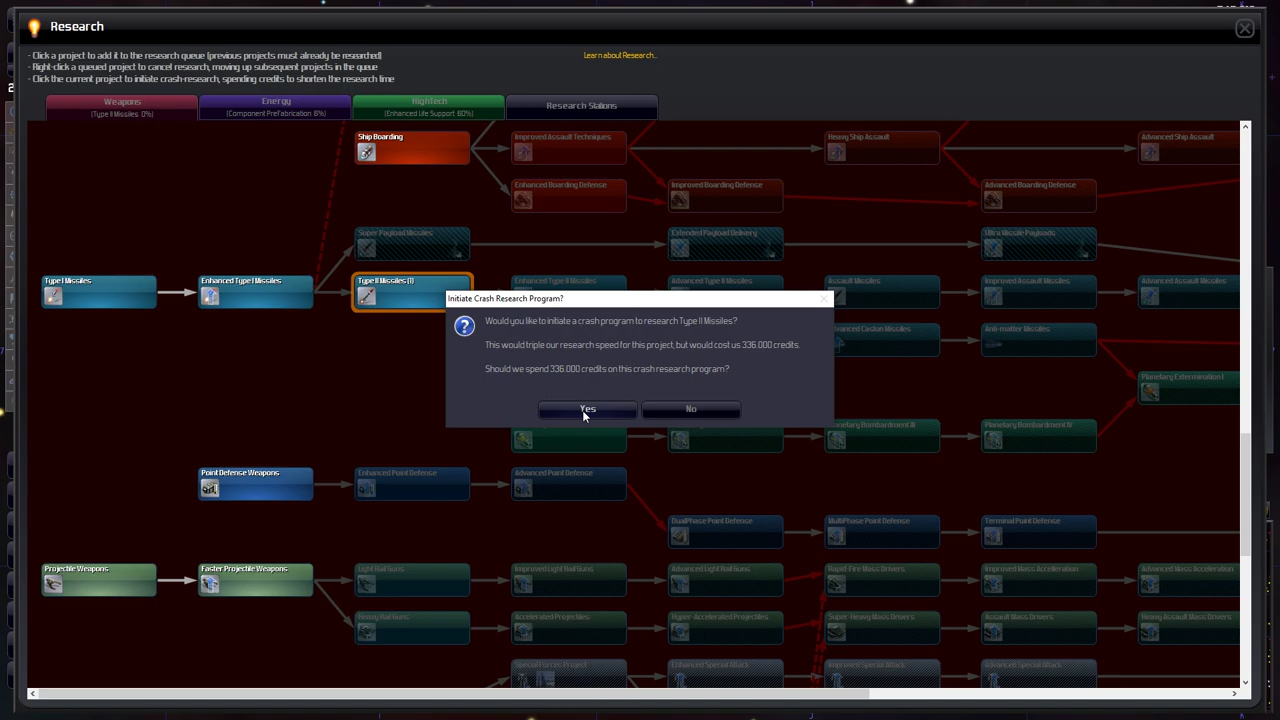 Research
- Click a project to add it to the research queue (previous projects must already be researched)
- Right-click a queued project to cancel research, moving up subsequent projects in the queue
- Click the current project to initiate crash-research, spending credits to shorten the research time
Learn about Research...
Weapons
(Type II Missiles 0%)
Energy
(Component PreFabrication 8%)
HighTech
(Enhanced Life Support 60%)
Research Stations
Ship Boarding
Improved Assault Techniques
Heavy Ship Assault
Advanced Ship Assault
Enhanced Boarding Defense
Improved Boarding Defense
Advanced Boarding Defense
Super Payload Missiles
Extended Payload Delivery
Ultra Missile Payloads
Type I Missiles
Enhanced Type I Missiles
Type II Missiles (1)
Enhanced Type II Missiles
Advanced Type II Missiles
Assault Missiles
Improved Assault Missiles
Advanced Assault Missiles
Initiate Crash Research Program?
Would you like to initiate a crash program to research Type II Missiles?
This would triple our research speed for this project, but would cost us 336.000 credits.
Should we spend 336.000 credits on this crash research program?
Yes
No
Advanced Caslon Missiles
Anti-matter Missiles
Planetary Extermination I
Planetary Bombardment III
Planetary Bombardment IV
Point Defense Weapons
Enhanced Point Defense
Advanced Point Defense
DualPhase Point Defense
MultiPhase Point Defense
Terminal Point Defense
Projectile Weapons
Faster Projectile Weapons
Light Rail Guns
Improved Light Rail Guns
Advanced Light Rail Guns
Rapid-Fire Mass Drivers
Improved Mass Acceleration
Advanced Mass Acceleration
Heavy Rail Guns
Accelerated Projectiles
Hyper-Accelerated Projectiles
Super-Heavy Mass Drivers
Assault Mass Drivers
Heavy Assault Mass Drivers
Special Forces Project
Enhanced Special Attack
Improved Special Attack
Advanced Special Attack